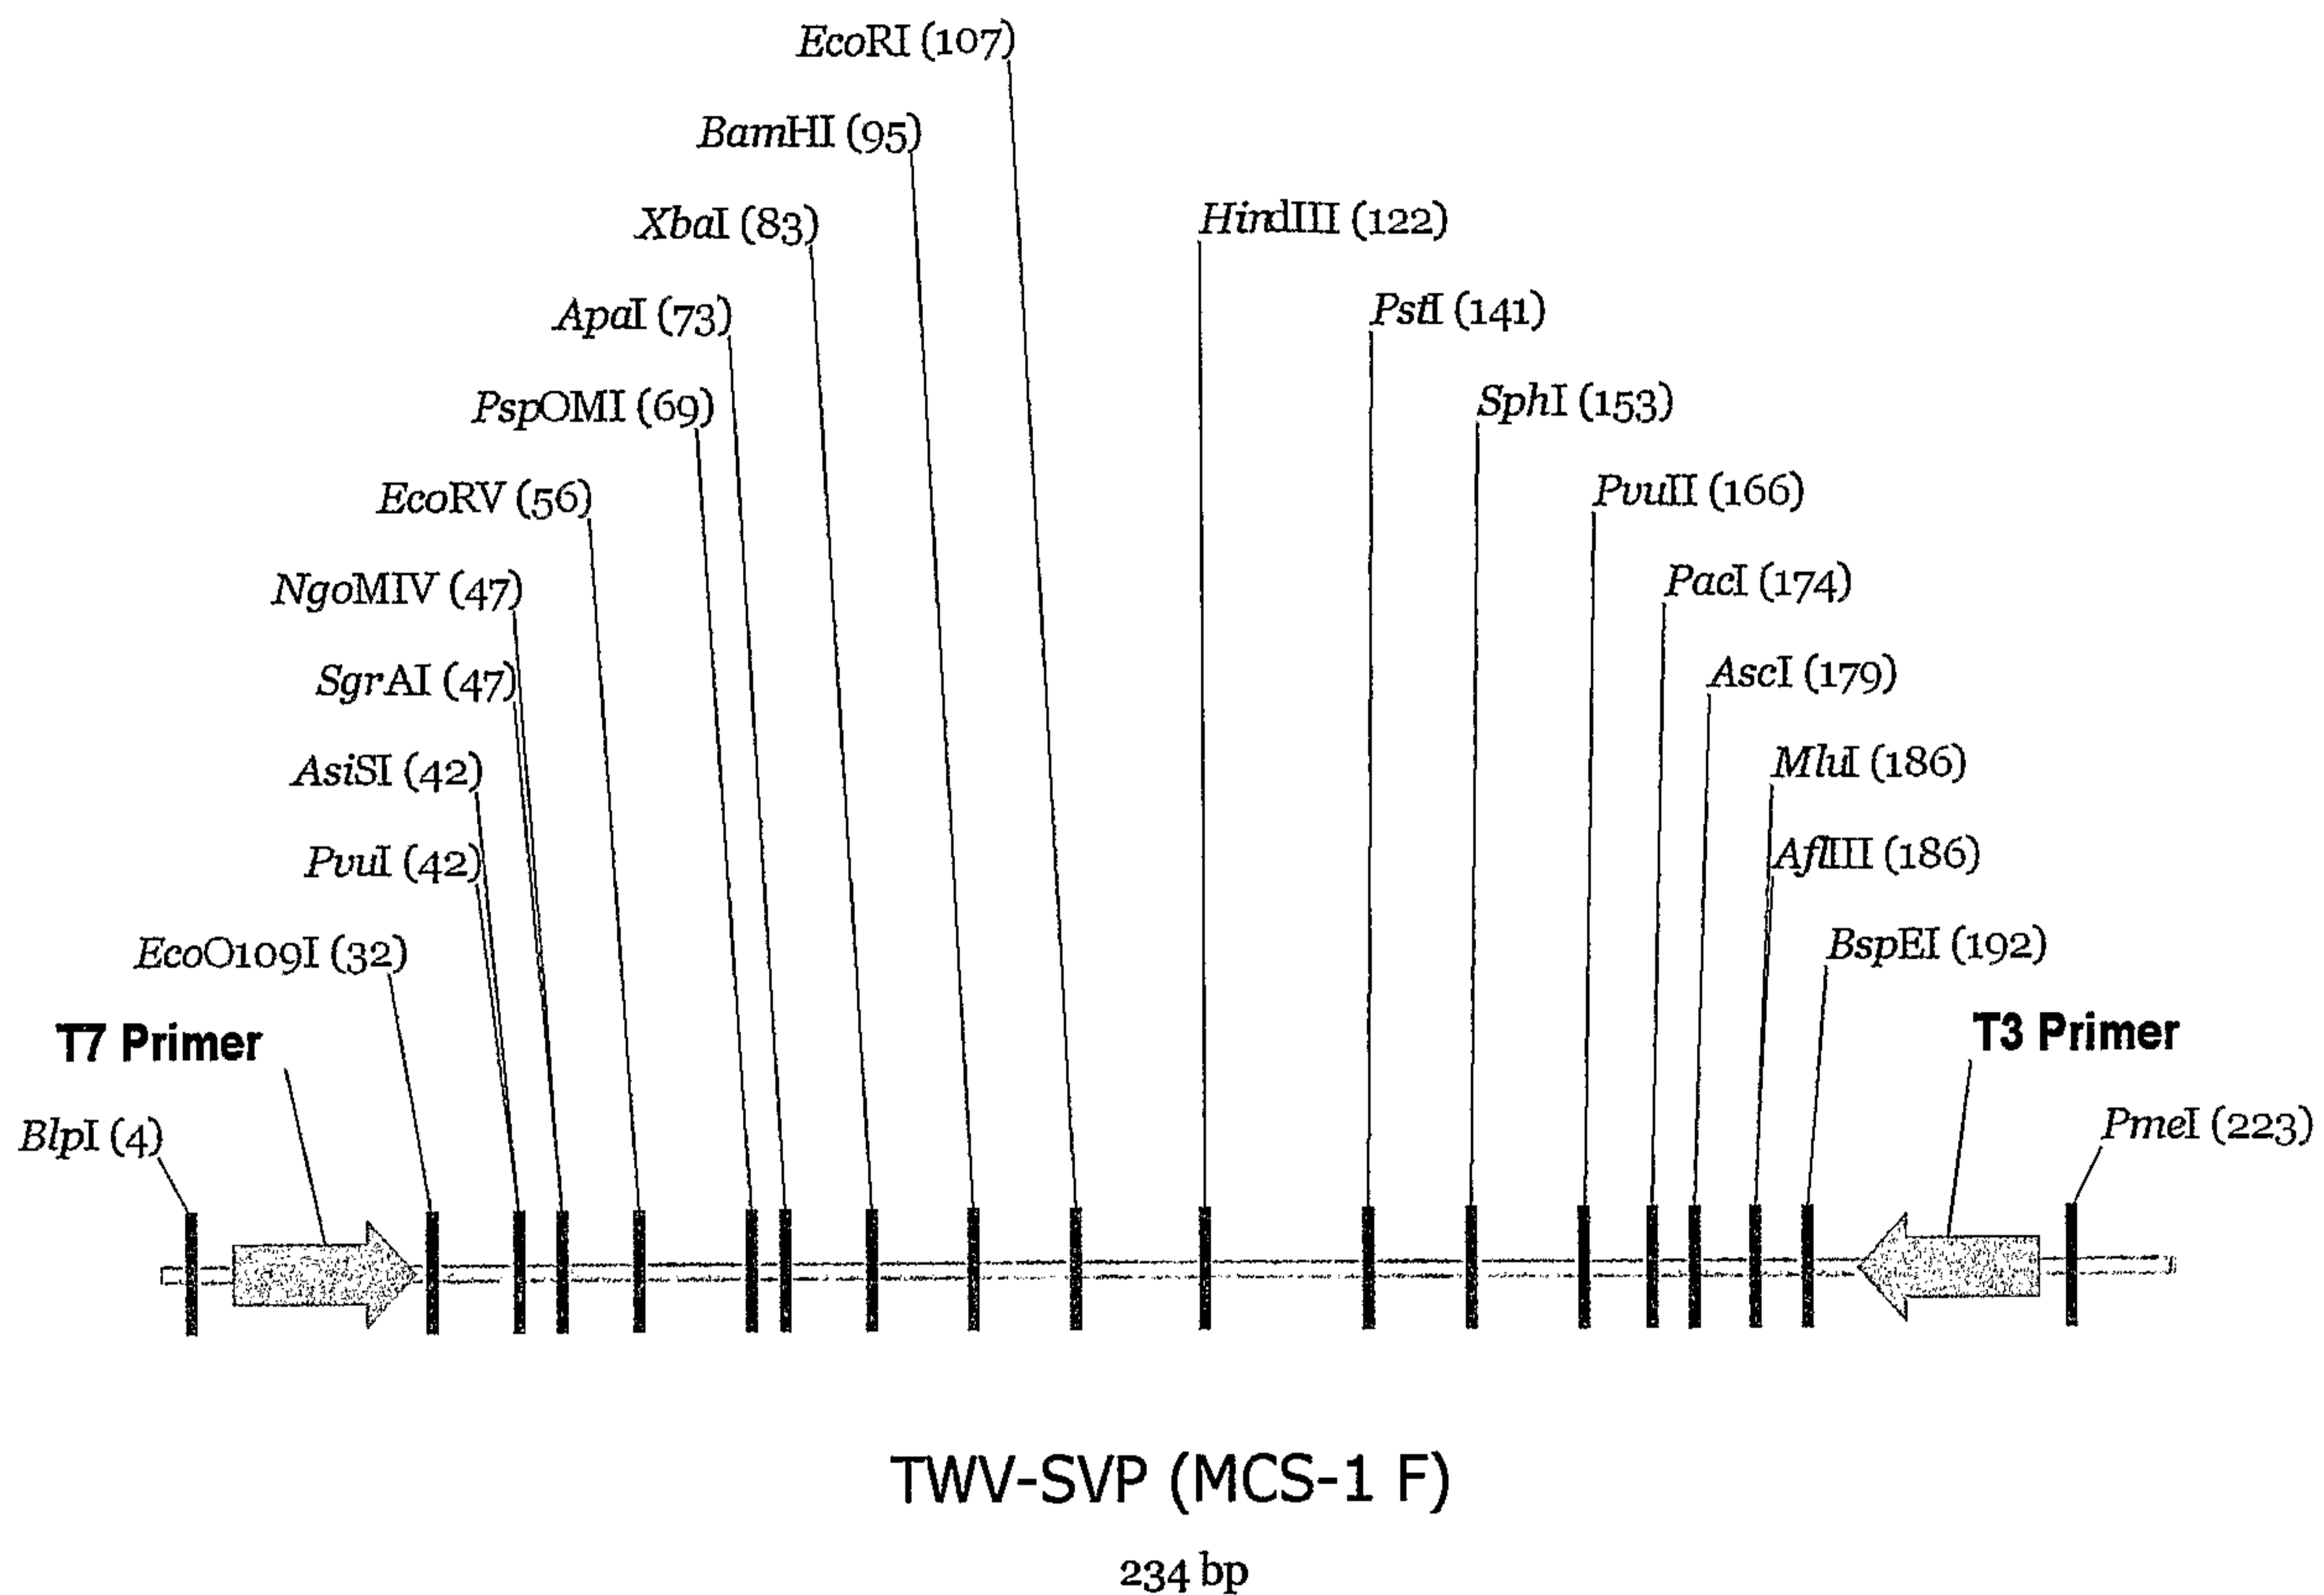 EcoRI (107)
BamHI (95)
XbaI (83)
HindIII (122)
ApaI (73)
PstI (141)
PspOMI (69)
SphI (153)
EcoRV (56)
PvuII (166)
NgoMIV (47)
PacI (174)
SgrAI (47)
AscI (179)
AsiSI (42)
MluI (186)
PvuI (42)
AflIII (186)
EcoO109I (32)
BspEI (192)
T7 Primer
T3 Primer
BlpI (4)
PmeI (223)
TWV-SVP (MCS-1 F)
234 bp